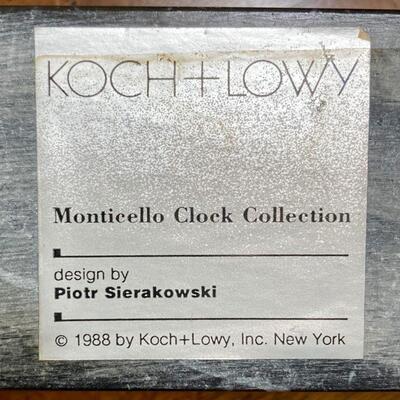 KOCH+LOWY
Monticello Clock Collection
design by
Piotr Sierakowski
© 1988 by Koch+Lowy, Inc. New York